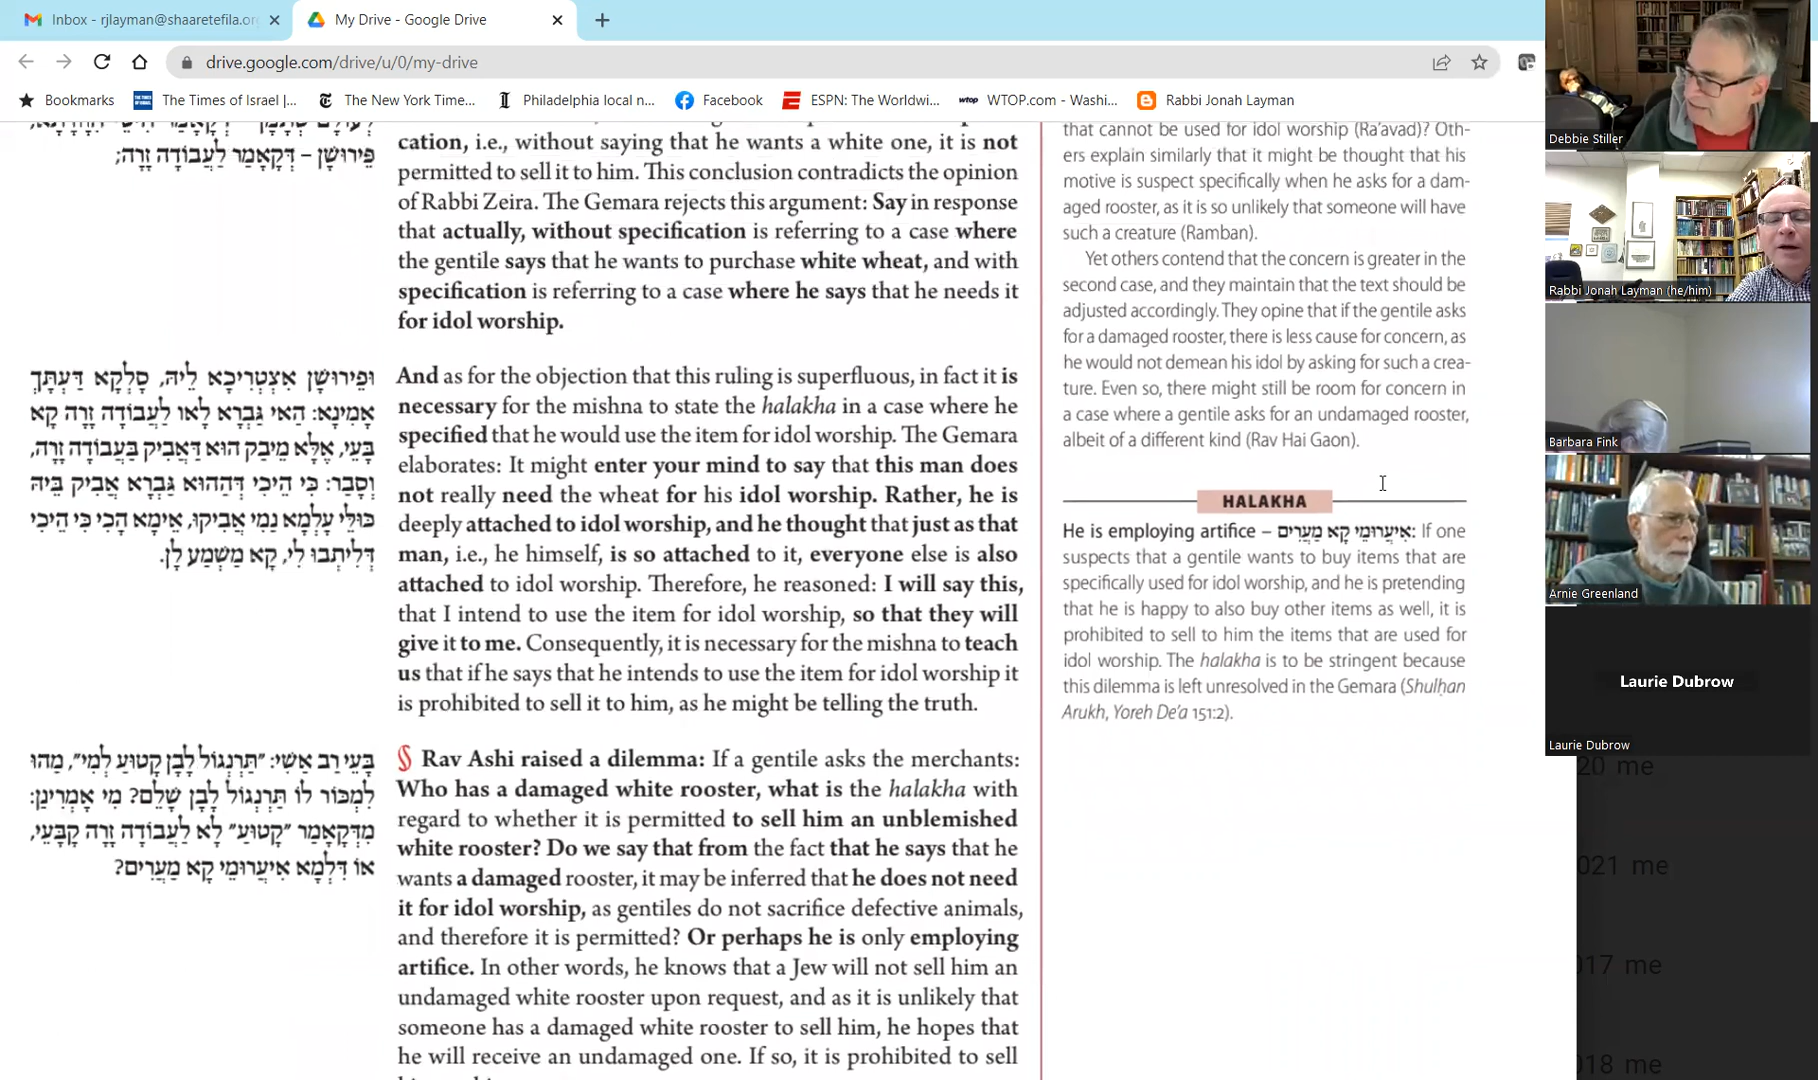 Inbox - rjlayman@shaaretefila.or
My Drive - Google Drive
drive.google.com/drive/u/0/my-drive
Bookmarks
The Times of Israel |...
The New York Time...
Philadelphia local n...
Facebook
ESPN: The Worldwi...
WTOP.com - Washi...
Rabbi Jonah Layman
פֵּירוּשָׁן – דְּקָאָמַר לַעֲבוֹדָה זָרָה;
cation, i.e., without saying that he wants a white one, it is not
permitted to sell it to him. This conclusion contradicts the opinion
of Rabbi Zeira. The Gemara rejects this argument: Say in response
that actually, without specification is referring to a case where
the gentile says that he wants to purchase white wheat, and with
specification is referring to a case where he says that he needs it
for idol worship.
וּפֵירוּשָׁן אִצְטְרִיכָא לֵיהּ, סָלְקָא דַּעְתָּךְ
אָמֵינָא: הַאי גַּבְרָא לָאו לַעֲבוֹדָה זָרָה קָא
בָּעֵי, אֶלָּא מֵיבַק הוּא דַּאֲבִיק בַּעֲבוֹדָה זָרָה,
וְסָבַר: כִּי הֵיכִי דְּהַהוּא גַּבְרָא אֲבִיק בֵּיהּ
כּוּלֵּי עָלְמָא נָמֵי אֲבִיקוּ, אֵימָא הָכִי כִּי הֵיכִי
דְּלִיתְּבוּ לִי, קָא מַשְׁמַע לַן.
And as for the objection that this ruling is superfluous, in fact it is
necessary for the mishna to state the halakha in a case where he
specified that he would use the item for idol worship. The Gemara
elaborates: It might enter your mind to say that this man does
not really need the wheat for his idol worship. Rather, he is
deeply attached to idol worship, and he thought that just as that
man, i.e., he himself, is so attached to it, everyone else is also
attached to idol worship. Therefore, he reasoned: I will say this,
that I intend to use the item for idol worship, so that they will
give it to me. Consequently, it is necessary for the mishna to teach
us that if he says that he intends to use the item for idol worship it
is prohibited to sell it to him, as he might be telling the truth.
בָּעֵי רַב אַשִׁי: "תַּרְנְגוֹל לָבָן קָטוּעַ לְמִי", מַהוּ
לִמְכּוֹר לוֹ תַּרְנְגוֹל לָבָן שָׁלֵם? מִי אָמְרִינַן:
מִדְּקָאָמַר "קָטוּעַ" לָא לַעֲבוֹדָה זָרָה קָבָּעֵי,
אוֹ דִּלְמָא אִיעָרוּמֵי קָא מַעֲרֵים?
§ Rav Ashi raised a dilemma: If a gentile asks the merchants:
Who has a damaged white rooster, what is the halakha with
regard to whether it is permitted to sell him an unblemished
white rooster? Do we say that from the fact that he says that he
wants a damaged rooster, it may be inferred that he does not need
it for idol worship, as gentiles do not sacrifice defective animals,
and therefore it is permitted? Or perhaps he is only employing
artifice. In other words, he knows that a Jew will not sell him an
undamaged white rooster upon request, and as it is unlikely that
someone has a damaged white rooster to sell him, he hopes that
he will receive an undamaged one. If so, it is prohibited to sell
that cannot be used for idol worship (Ra'avad)? Oth-
ers explain similarly that it might be thought that his
motive is suspect specifically when he asks for a dam-
aged rooster, as it is so unlikely that someone will have
such a creature (Ramban).
Yet others contend that the concern is greater in the
second case, and they maintain that the text should be
adjusted accordingly. They opine that if the gentile asks
for a damaged rooster, there is less cause for concern, as
he would not demean his idol by asking for such a crea-
ture. Even so, there might still be room for concern in
a case where a gentile asks for an undamaged rooster,
albeit of a different kind (Rav Hai Gaon).
HALAKHA
He is employing artifice – אִיעָרוּמֵי קָא מַעֲרֵים: If one
suspects that a gentile wants to buy items that are
specifically used for idol worship, and he is pretending
that he is happy to also buy other items as well, it is
prohibited to sell to him the items that are used for
idol worship. The halakha is to be stringent because
this dilemma is left unresolved in the Gemara (Shulḥan
Arukh, Yoreh De'a 151:2).
Debbie Stiller
Rabbi Jonah Layman (he/him)
Barbara Fink
Arnie Greenland
Laurie Dubrow
Laurie Dubrow
20 me
021 me
017 me
018 me